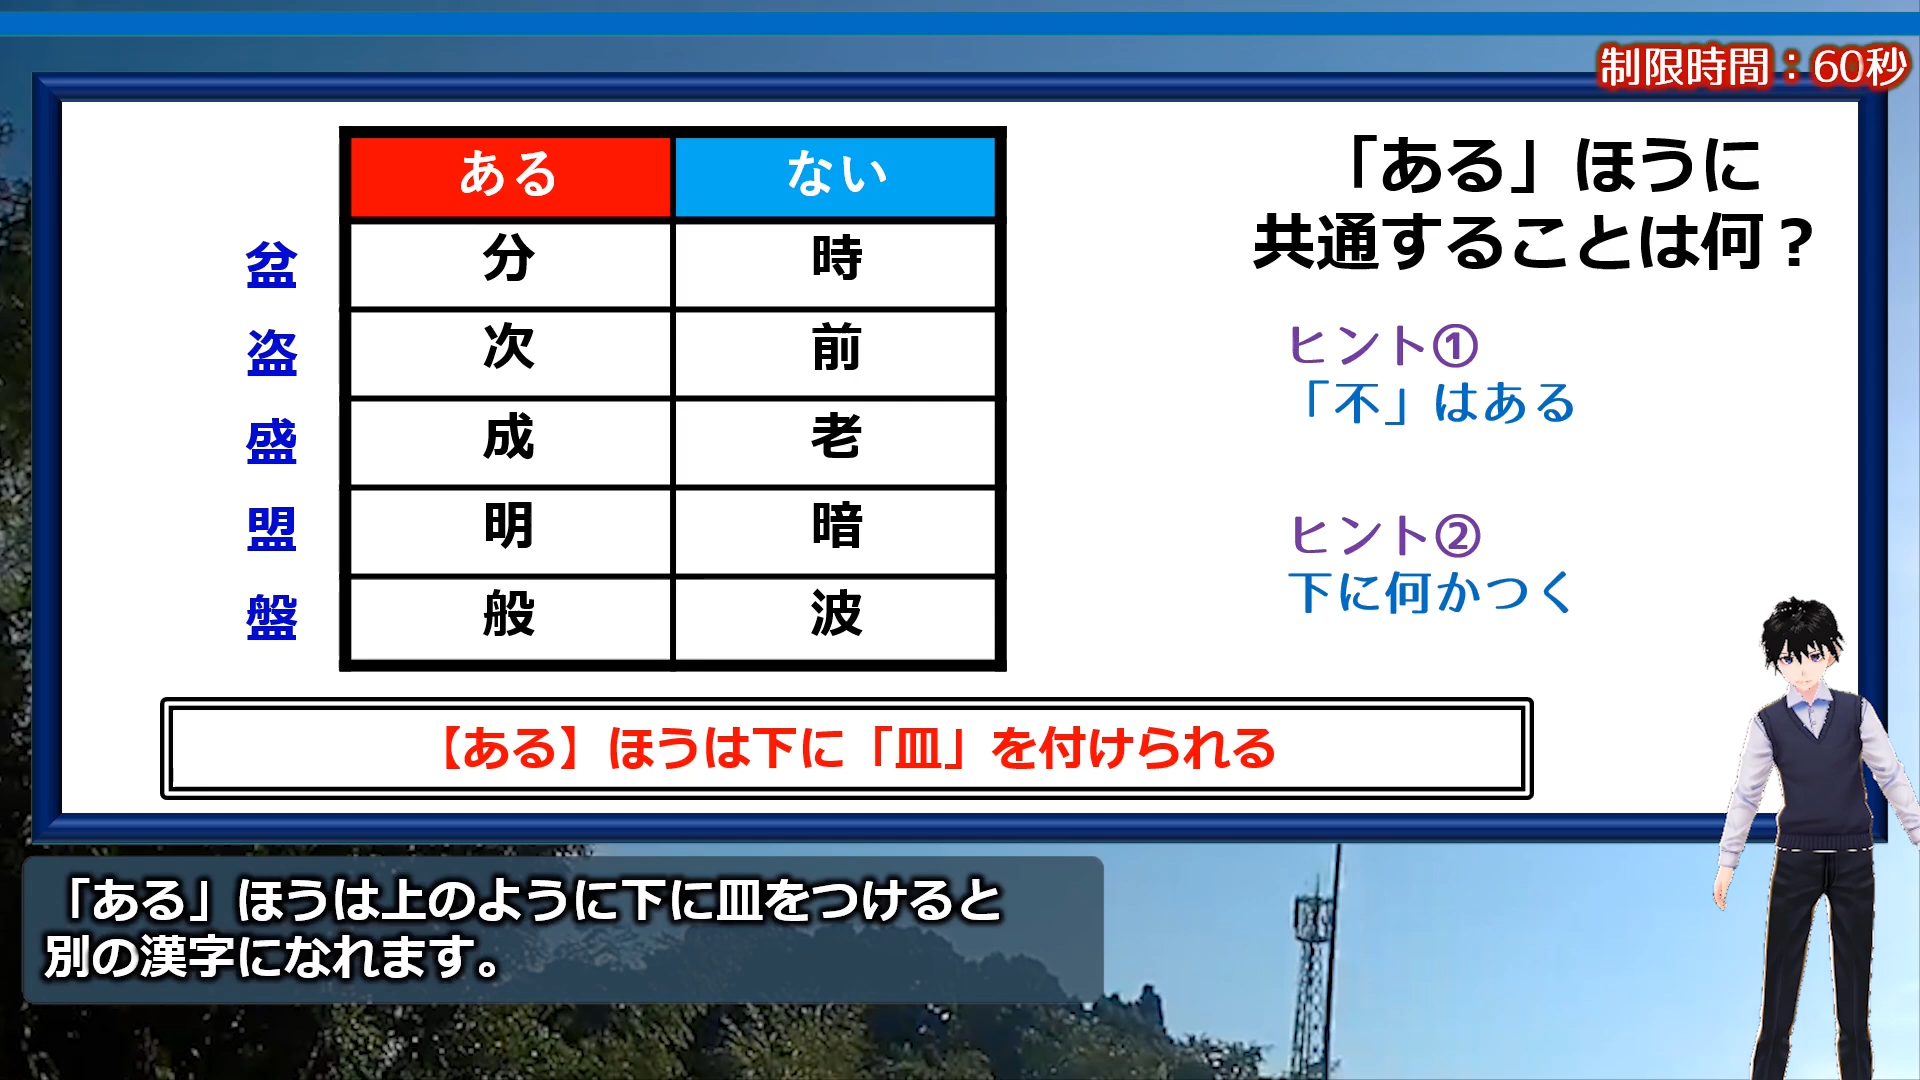 制限時間：60秒
ある ない
盆 分 時
盗 次 前
盛 成 老
盟 明 暗
盤 般 波
「ある」ほうに
共通することは何？
ヒント①
「不」はある
ヒント②
下に何かつく
【ある】ほうは下に「皿」を付けられる
「ある」ほうは上のように下に皿をつけると
別の漢字になれます。